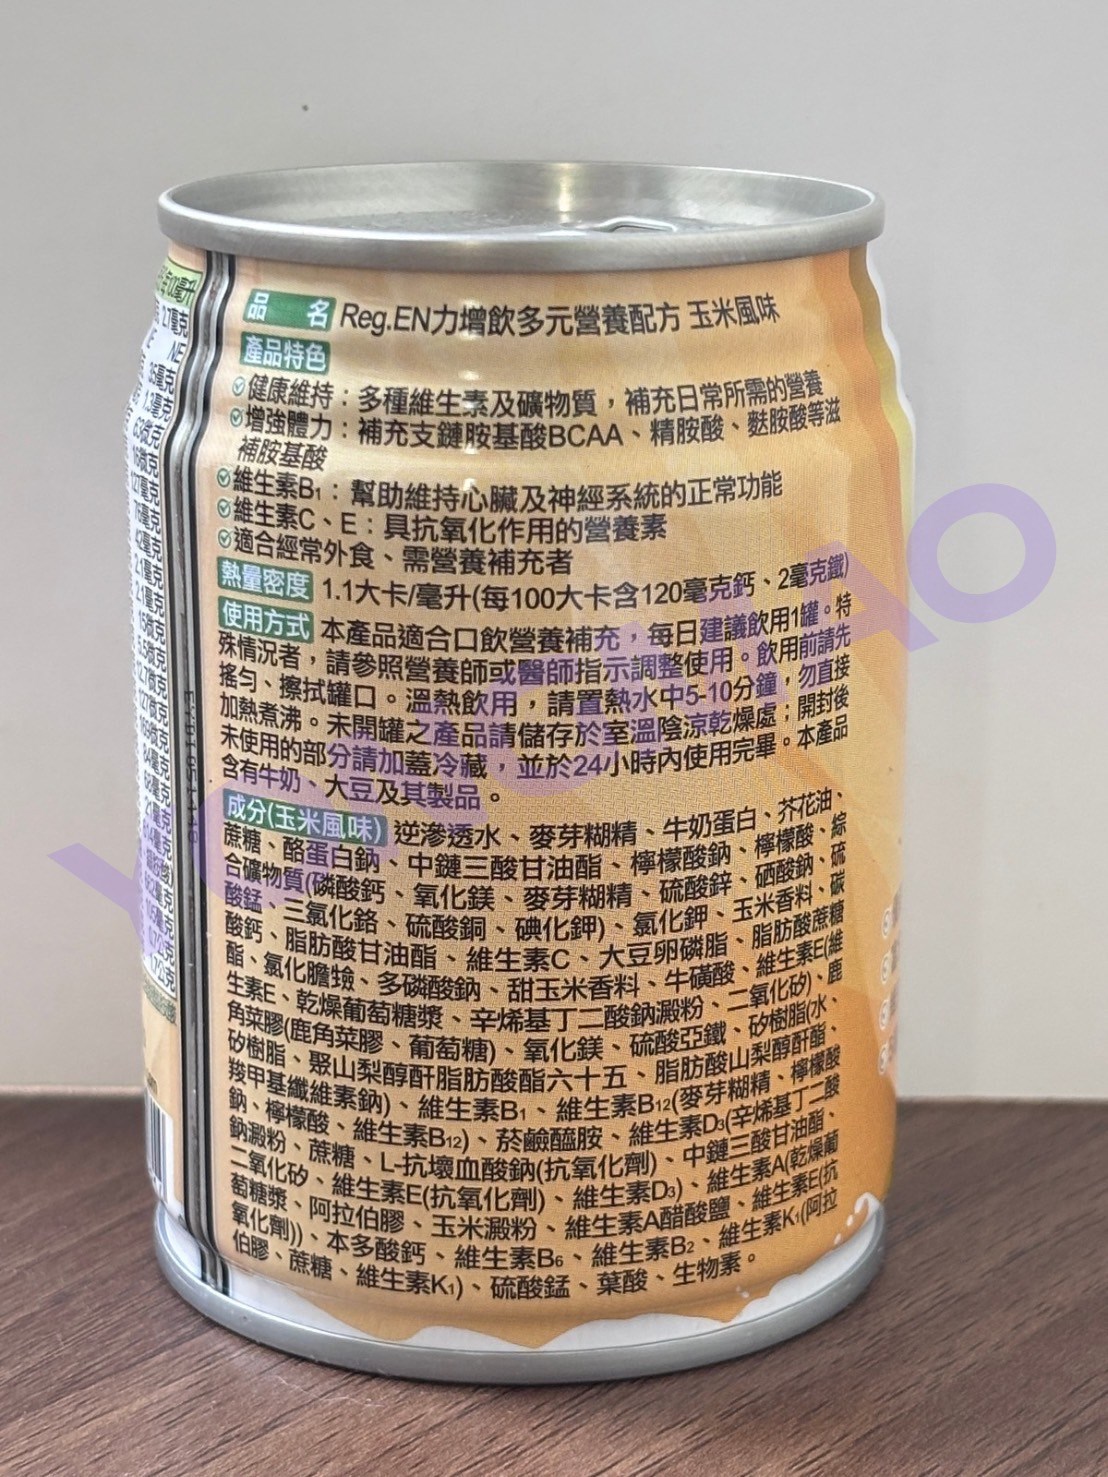 品 名 Reg.EN力增飲多元營養配方 玉米風味
產品特色
健康維持：多種維生素及礦物質，補充日常所需的營養
增強體力：補充支鏈胺基酸BCAA、精胺酸、麩胺酸等滋
補胺基酸
維生素B1：幫助維持心臟及神經系統的正常功能
維生素C、E：具抗氧化作用的營養素
適合經常外食、需營養補充者
熱量密度 1.1大卡/毫升(每100大卡含120毫克鈣、2毫克鐵)
使用方式 本產品適合口飲營養補充，每日建議飲用1罐。特
殊情況者，請參照營養師或醫師指示調整使用。飲用前請先
搖勻、擦拭罐口。溫熱飲用，請置熱水中5-10分鐘，勿直接
加熱煮沸。未開罐之產品請儲存於室溫陰涼乾燥處；開封後
未使用的部分請加蓋冷藏，並於24小時內使用完畢。本產品
含有牛奶、大豆及其製品。
成分(玉米風味) 逆滲透水、麥芽糊精、牛奶蛋白、芥花油、
蔗糖、酪蛋白鈉、中鏈三酸甘油酯、檸檬酸鈉、檸檬酸、綜
合礦物質(磷酸鈣、氧化鎂、麥芽糊精、硫酸鋅、硒酸鈉、硫
酸錳、三氯化鉻、硫酸銅、碘化鉀)、氯化鉀、玉米香料、碳
酸鈣、脂肪酸甘油酯、維生素C、大豆卵磷脂、脂肪酸蔗糖
酯、氯化膽鹼、多磷酸鈉、甜玉米香料、牛磺酸、維生素E(維
生素E、乾燥葡萄糖漿、辛烯基丁二酸鈉澱粉、二氧化矽)、鹿
角菜膠(鹿角菜膠、葡萄糖)、氧化鎂、硫酸亞鐵、矽樹脂(水、
矽樹脂、聚山梨醇酐脂肪酸酯六十五、脂肪酸山梨醇酐酯、
羧甲基纖維素鈉)、維生素B1、維生素B12(麥芽糊精、檸檬酸
鈉、檸檬酸、維生素B12)、菸鹼醯胺、維生素D3(辛烯基丁二酸
鈉澱粉、蔗糖、L-抗壞血酸鈉(抗氧化劑)、中鏈三酸甘油酯、
二氧化矽、維生素E(抗氧化劑)、維生素D3)、維生素A(乾燥葡
萄糖漿、阿拉伯膠、玉米澱粉、維生素A醋酸鹽、維生素E(抗
氧化劑))、本多酸鈣、維生素B6、維生素B2、維生素K1(阿拉
伯膠、蔗糖、維生素K1)、硫酸錳、葉酸、生物素。